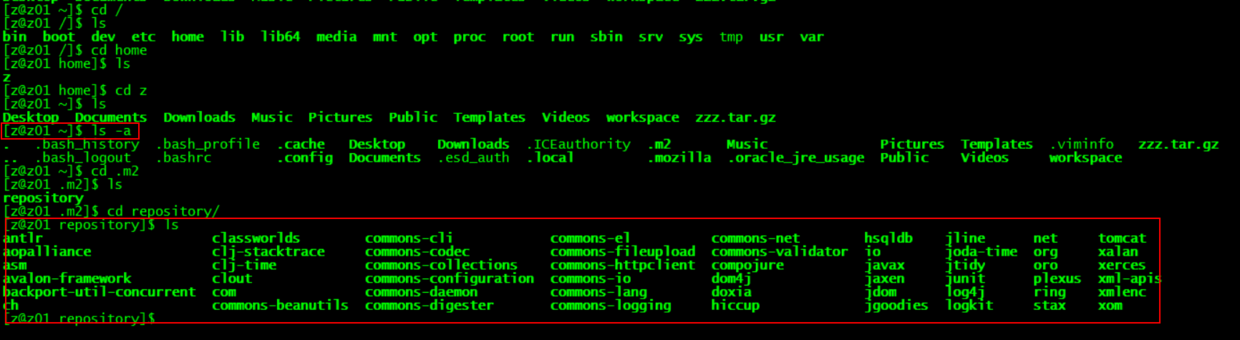 [z@z01 ~]$ cd /
[z@z01 /]$ ls
bin boot dev etc home lib lib64 media mnt opt proc root run sbin srv sys tmp usr var
[z@z01 /]$ cd home
[z@z01 home]$ ls
z
[z@z01 home]$ cd z
[z@z01 ~]$ ls
Desktop Documents Downloads Music Pictures Public Templates Videos workspace zzz.tar.gz
[z@z01 ~]$ ls -a
. .bash_history .bash_profile .cache Desktop Downloads .ICEauthority .m2 Music Pictures Templates .viminfo zzz.tar.gz
.. .bash_logout .bashrc .config Documents .esd_auth .local .mozilla .oracle_jre_usage Public Videos workspace
[z@z01 ~]$ cd .m2
[z@z01 .m2]$ ls
repository
[z@z01 .m2]$ cd repository/
[z@z01 repository]$ ls
antlr classworlds commons-cli commons-el commons-net hsqldb jline net tomcat
aopalliance clj-stacktrace commons-codec commons-fileupload commons-validator io joda-time org xalan
asm clj-time commons-collections commons-httpclient compojure javax jtidy oro xerces
avalon-framework clout commons-configuration commons-io dom4j jaxen junit plexus xml-apis
backport-util-concurrent com commons-daemon commons-lang doxia jdom log4j ring xmlenc
ch commons-beanutils commons-digester commons-logging hiccup jgoodies logkit stax xom
[z@z01 repository]$